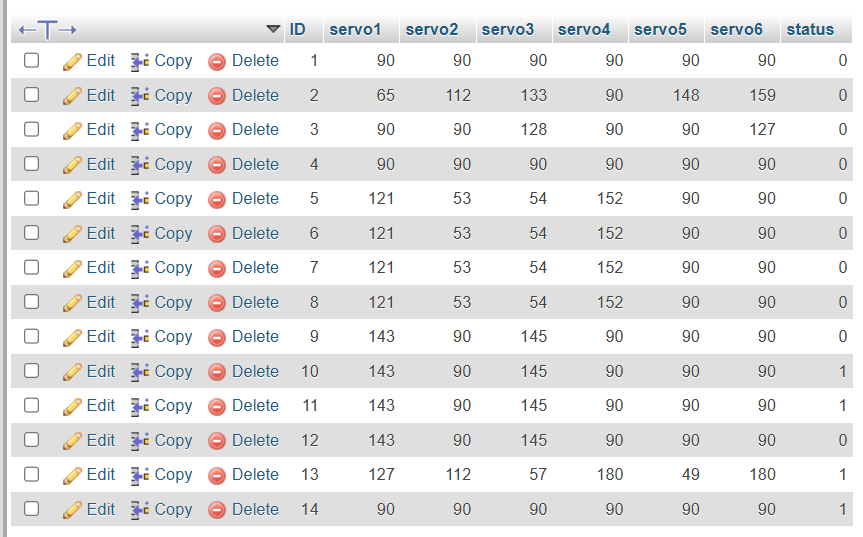 ID servo1 servo2 servo3 servo4 servo5 servo6 status
Edit Copy Delete 1 90 90 90 90 90 90 0
Edit Copy Delete 2 65 112 133 90 148 159 0
Edit Copy Delete 3 90 90 128 90 90 127 0
Edit Copy Delete 4 90 90 90 90 90 90 0
Edit Copy Delete 5 121 53 54 152 90 90 0
Edit Copy Delete 6 121 53 54 152 90 90 0
Edit Copy Delete 7 121 53 54 152 90 90 0
Edit Copy Delete 8 121 53 54 152 90 90 0
Edit Copy Delete 9 143 90 145 90 90 90 0
Edit Copy Delete 10 143 90 145 90 90 90 1
Edit Copy Delete 11 143 90 145 90 90 90 1
Edit Copy Delete 12 143 90 145 90 90 90 0
Edit Copy Delete 13 127 112 57 180 49 180 1
Edit Copy Delete 14 90 90 90 90 90 90 1